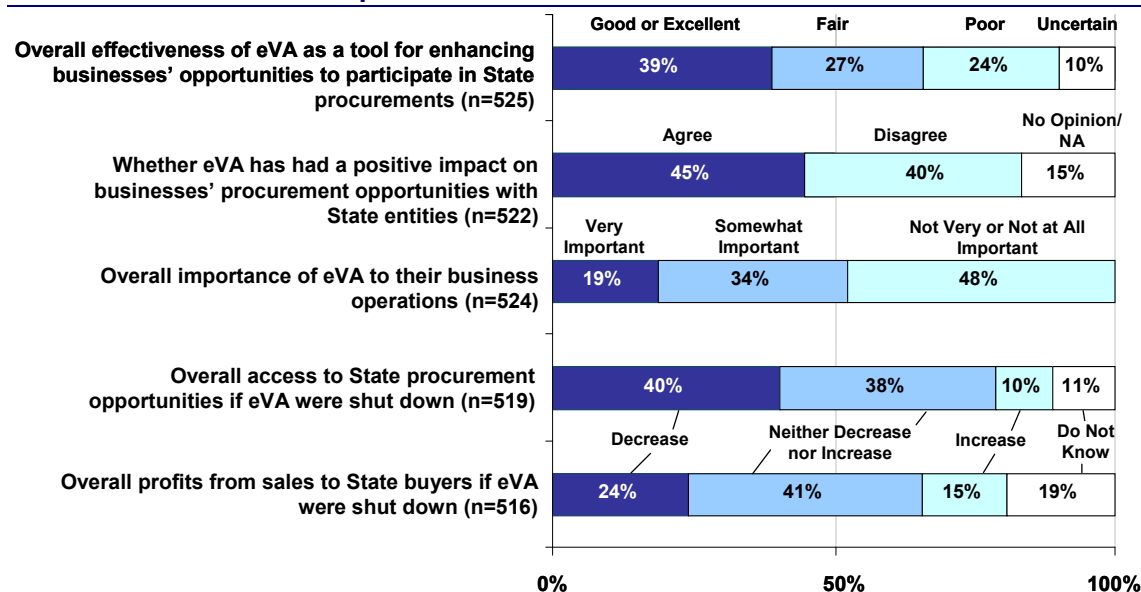 Good or Excellent Fair Poor Uncertain
Overall effectiveness of eVA as a tool for enhancing
businesses’ opportunities to participate in State
procurements (n=525)
39% 27% 24% 10%
Agree Disagree No Opinion/
NA
Whether eVA has had a positive impact on
businesses’ procurement opportunities with
State entities (n=522)
45% 40% 15%
Very
Important
Somewhat
Important
Not Very or Not at All
Important
Overall importance of eVA to their business
operations (n=524)
19% 34% 48%
Overall access to State procurement
opportunities if eVA were shut down (n=519)
40% 38% 10% 11%
Decrease
Neither Decrease
nor Increase
Increase
Do Not
Know
Overall profits from sales to State buyers if eVA
were shut down (n=516)
24% 41% 15% 19%
0% 50% 100%